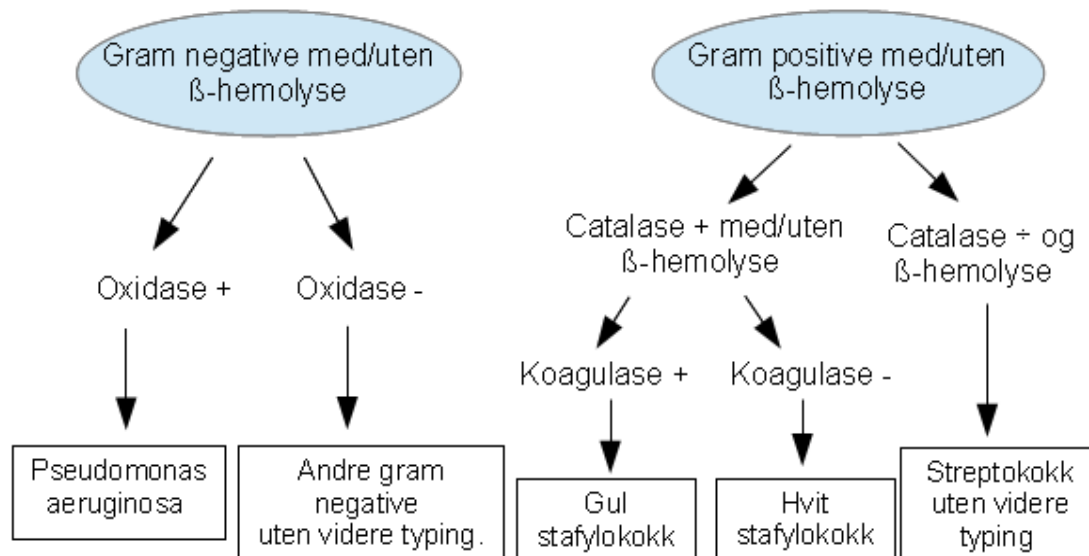 Gram negative med/uten
ß-hemolyse
Gram positive med/uten
ß-hemolyse
Catalase + med/uten
ß-hemolyse
Catalase ÷ og
ß-hemolyse
Oxidase +
Oxidase -
Koagulase +
Koagulase -
Pseudomonas
aeruginosa
Andre gram
negative
uten videre typing.
Gul
stafylokokk
Hvit
stafylokokk
Streptokokk
uten videre
typing